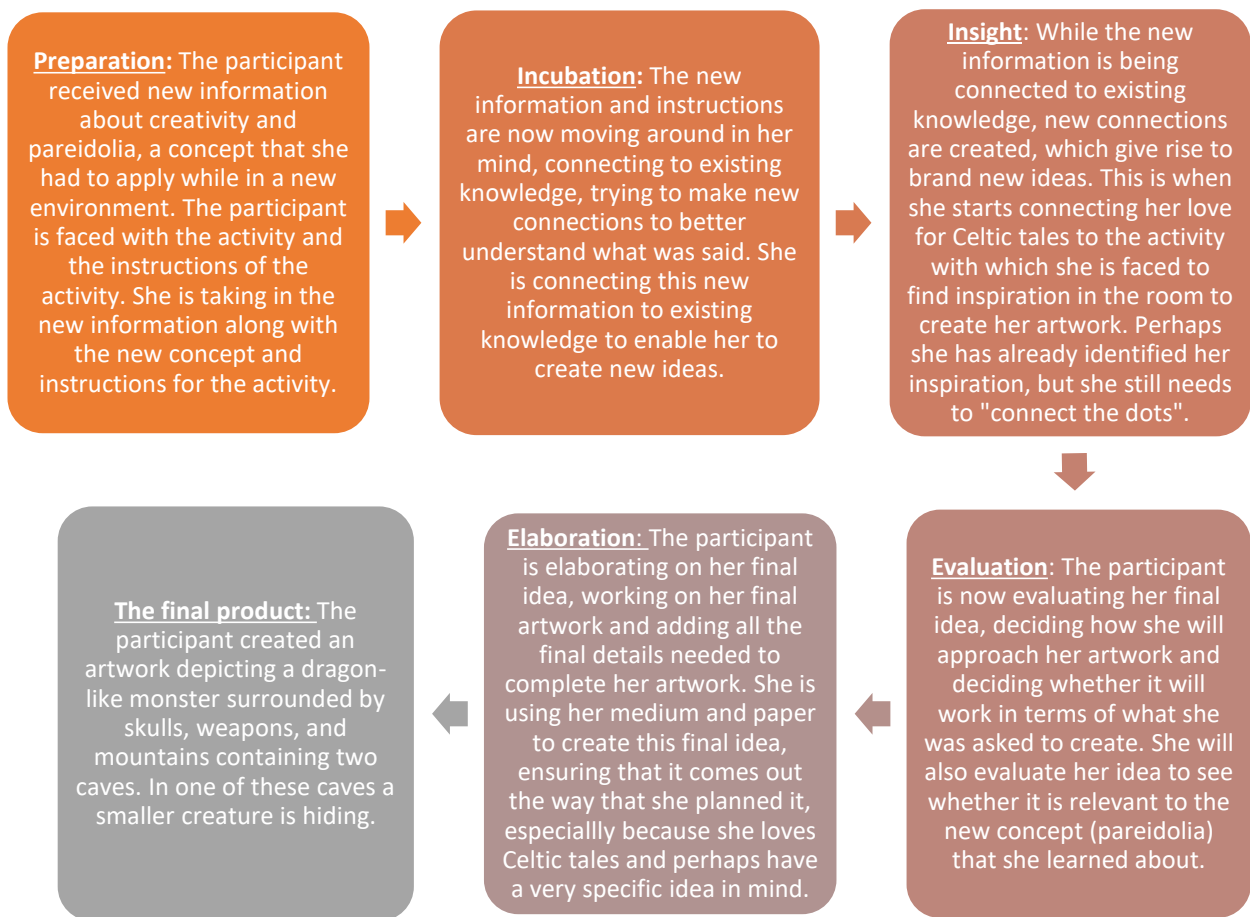 Preparation: The participant
received new information
about creativity and
pareidolia, a concept that she
had to apply while in a new
environment. The participant
is faced with the activity and
the instructions of the
activity. She is taking in the
new information along with
the new concept and
instructions for the activity.
Incubation: The new
information and instructions
are now moving around in her
mind, connecting to existing
knowledge, trying to make new
connections to better
understand what was said. She
is connecting this new
information to existing
knowledge to enable her to
create new ideas.
Insight: While the new
information is being
connected to existing
knowledge, new connections
are created, which give rise to
brand new ideas. This is when
she starts connecting her love
for Celtic tales to the activity
with which she is faced to
find inspiration in the room to
create her artwork. Perhaps
she has already identified her
inspiration, but she still needs
to "connect the dots".
Evaluation: The participant
is now evaluating her final
idea, deciding how she will
approach her artwork and
deciding whether it will
work in terms of what she
was asked to create. She will
also evaluate her idea to see
whether it is relevant to the
new concept (pareidolia)
that she learned about.
Elaboration: The participant
is elaborating on her final
idea, working on her final
artwork and adding all the
final details needed to
complete her artwork. She is
using her medium and paper
to create this final idea,
ensuring that it comes out
the way that she planned it,
especiallly because she loves
Celtic tales and perhaps have
a very specific idea in mind.
The final product: The
participant created an
artwork depicting a dragon-
like monster surrounded by
skulls, weapons, and
mountains containing two
caves. In one of these caves a
smaller creature is hiding.